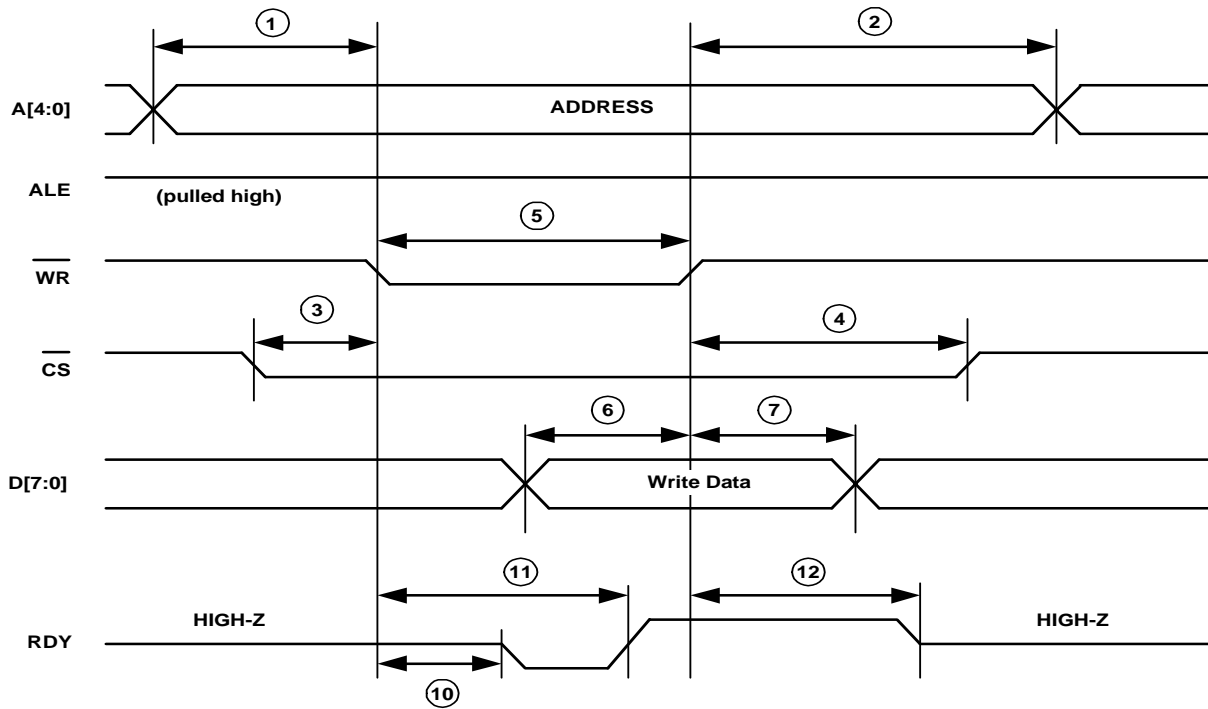 1
2
A[4:0]
ADDRESS
ALE
(pulled high)
5
WR
3
4
CS
6
7
D[7:0]
Write Data
11
12
HIGH-Z
HIGH-Z
RDY
10